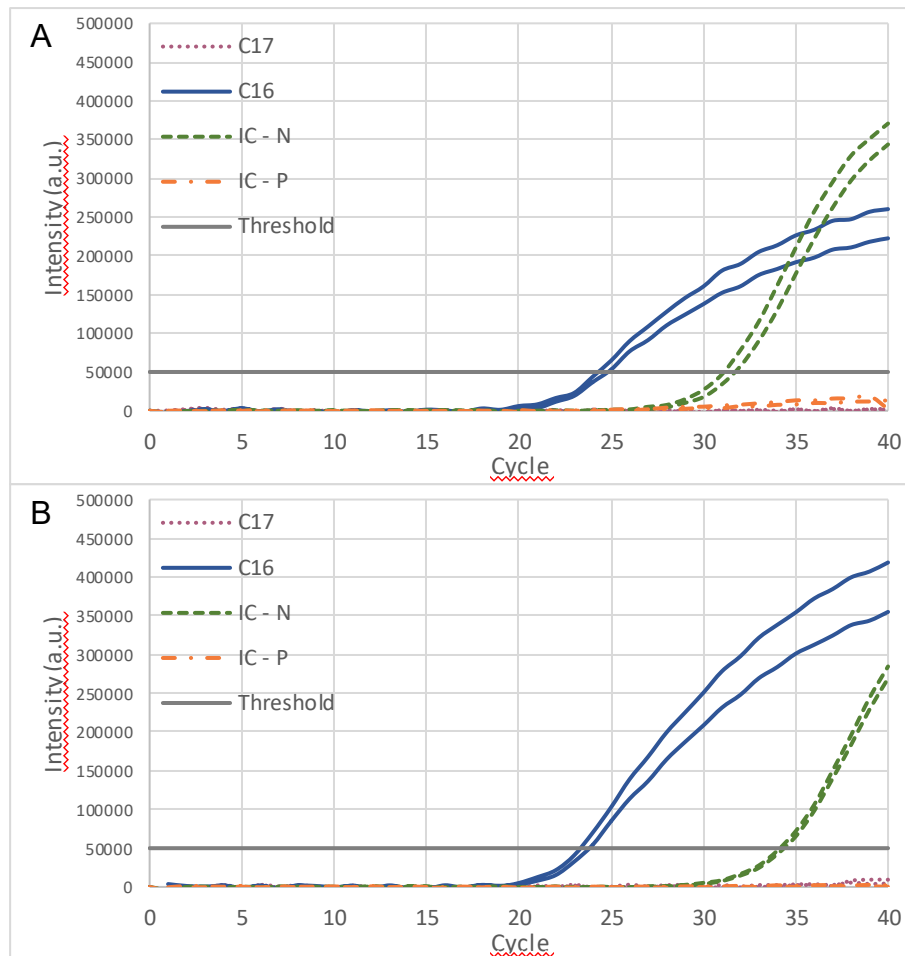 A
500000
450000
400000
350000
300000
250000
200000
150000
100000
50000
0
Intensity (a.u.)
C17
C16
IC - N
IC - P
Threshold
0 5 10 15 20 25 30 35 40
Cycle
B
500000
450000
400000
350000
300000
250000
200000
150000
100000
50000
0
Intensity (a.u.)
C17
C16
IC - N
IC - P
Threshold
0 5 10 15 20 25 30 35 40
Cycle